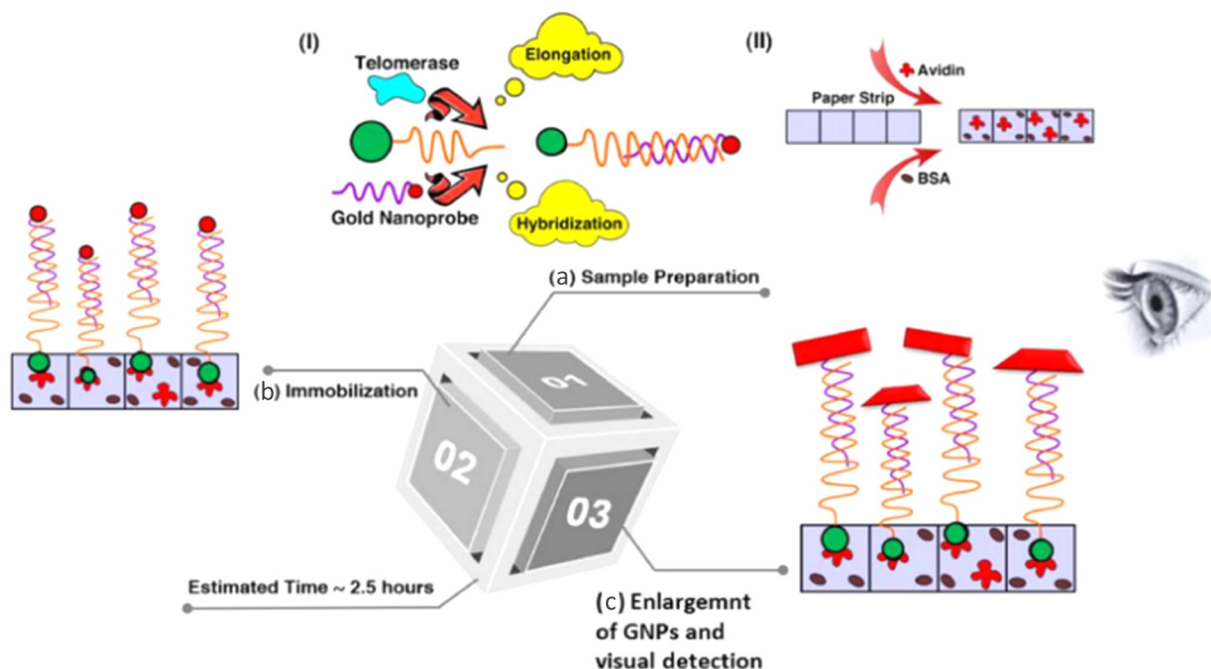 (I)
Telomerase
Elongation
Gold Nanoprobe
Hybridization
(II)
Avidin
Paper Strip
BSA
(a) Sample Preparation
01
(b) Immobilization
02
03
Estimated Time ~ 2.5 hours
(c) Enlargemnt
of GNPs and
visual detection